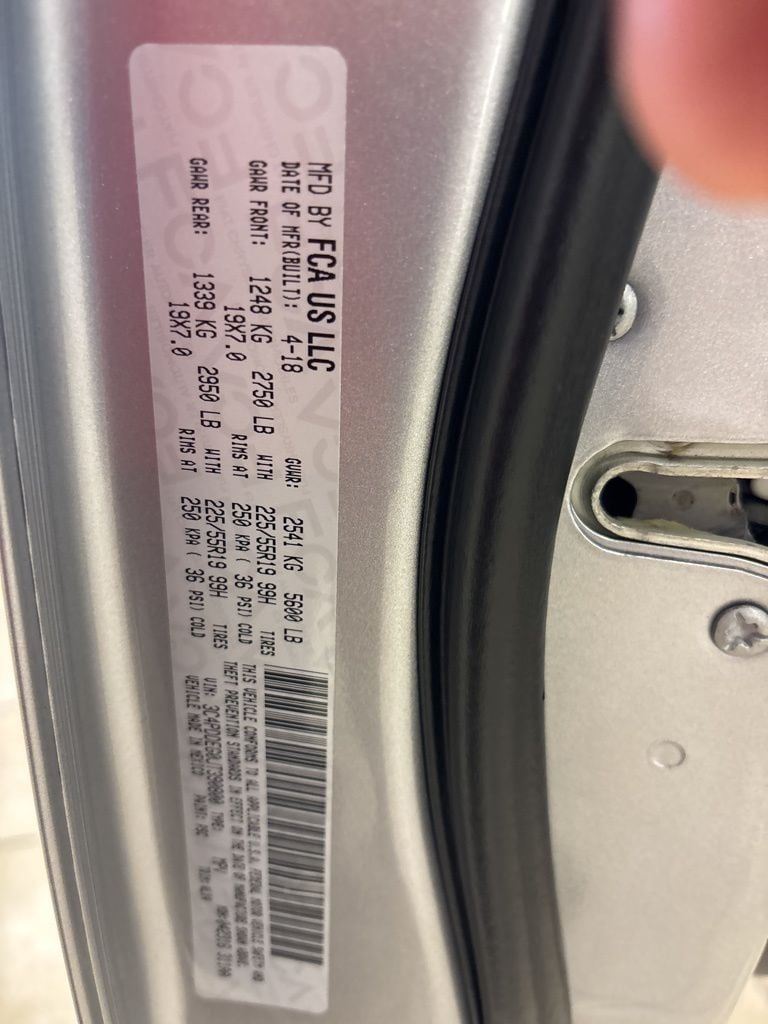 MFD BY FCA US LLC
DATE OF MFR(BUILT): 4-18 GVWR: 2541 KG 5600 LB
GAWR FRONT: 1248 KG 2750 LB WITH 225/55R19 99H TIRES
19X7.0 RIMS AT 250 KPA ( 36 PSI) COLD
GAWR REAR: 1339 KG 2950 LB WITH 225/55R19 99H TIRES
19X7.0 RIMS AT 250 KPA ( 36 PSI) COLD
THIS VEHICLE CONFORMS TO ALL APPLICABLE U.S.A. FEDERAL MOTOR VEHICLE SAFETY AND
THEFT PREVENTION STANDARDS IN EFFECT ON THE DATE OF MANUFACTURE SHOWN ABOVE.
VIN: TYPE: MPV
VEHICLE MADE IN MEXICO PAINT: